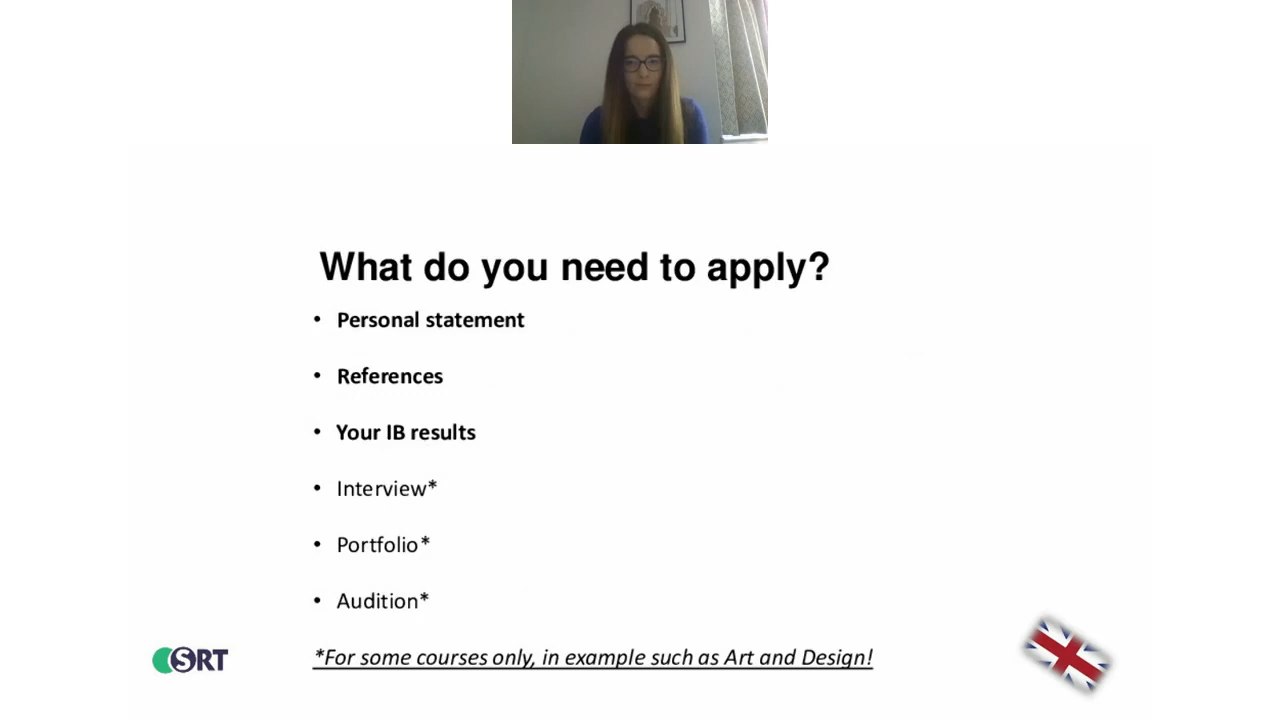 What do you need to apply?
• Personal statement
• References
• Your IB results
• Interview*
• Portfolio*
• Audition*
*For some courses only, in example such as Art and Design!
SRT